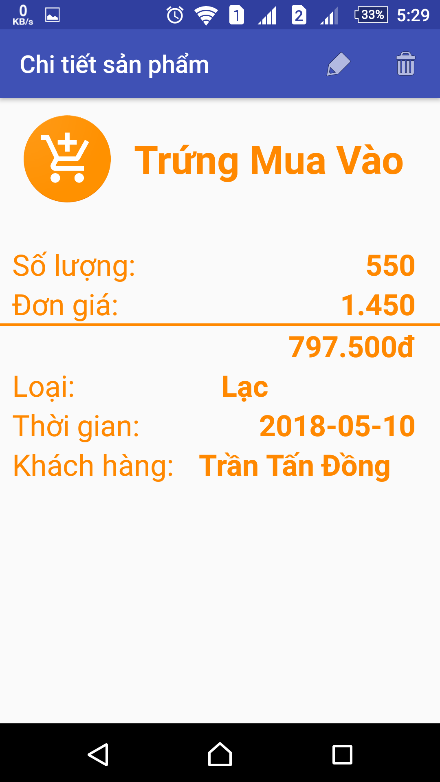 0 KB/s 1 2 33% 5:29
Chi tiết sản phẩm
Trứng Mua Vào
Số lượng: 550
Đơn giá: 1.450
797.500đ
Loại: Lạc
Thời gian: 2018-05-10
Khách hàng: Trần Tấn Đồng